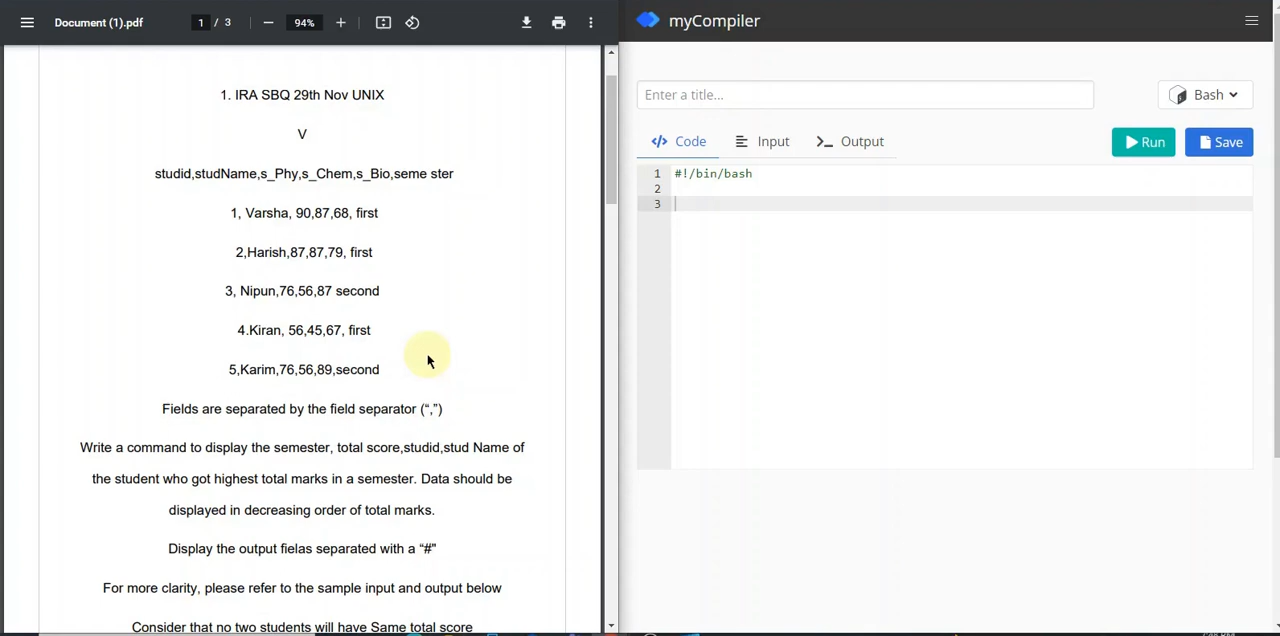 Document (1).pdf
1 / 3
94%
1. IRA SBQ 29th Nov UNIX
V
studid,studName,s_Phy,s_Chem,s_Bio,seme ster
1, Varsha, 90,87,68, first
2,Harish,87,87,79, first
3, Nipun,76,56,87 second
4.Kiran, 56,45,67, first
5,Karim,76,56,89,second
Fields are separated by the field separator (“,”)
Write a command to display the semester, total score,studid,stud Name of
the student who got highest total marks in a semester. Data should be
displayed in decreasing order of total marks.
Display the output fielas separated with a “#"
For more clarity, please refer to the sample input and output below
Consider that no two students will have Same total score
myCompiler
Enter a title...
Bash
Code
Input
Output
Run
Save
1 #!/bin/bash
2
3